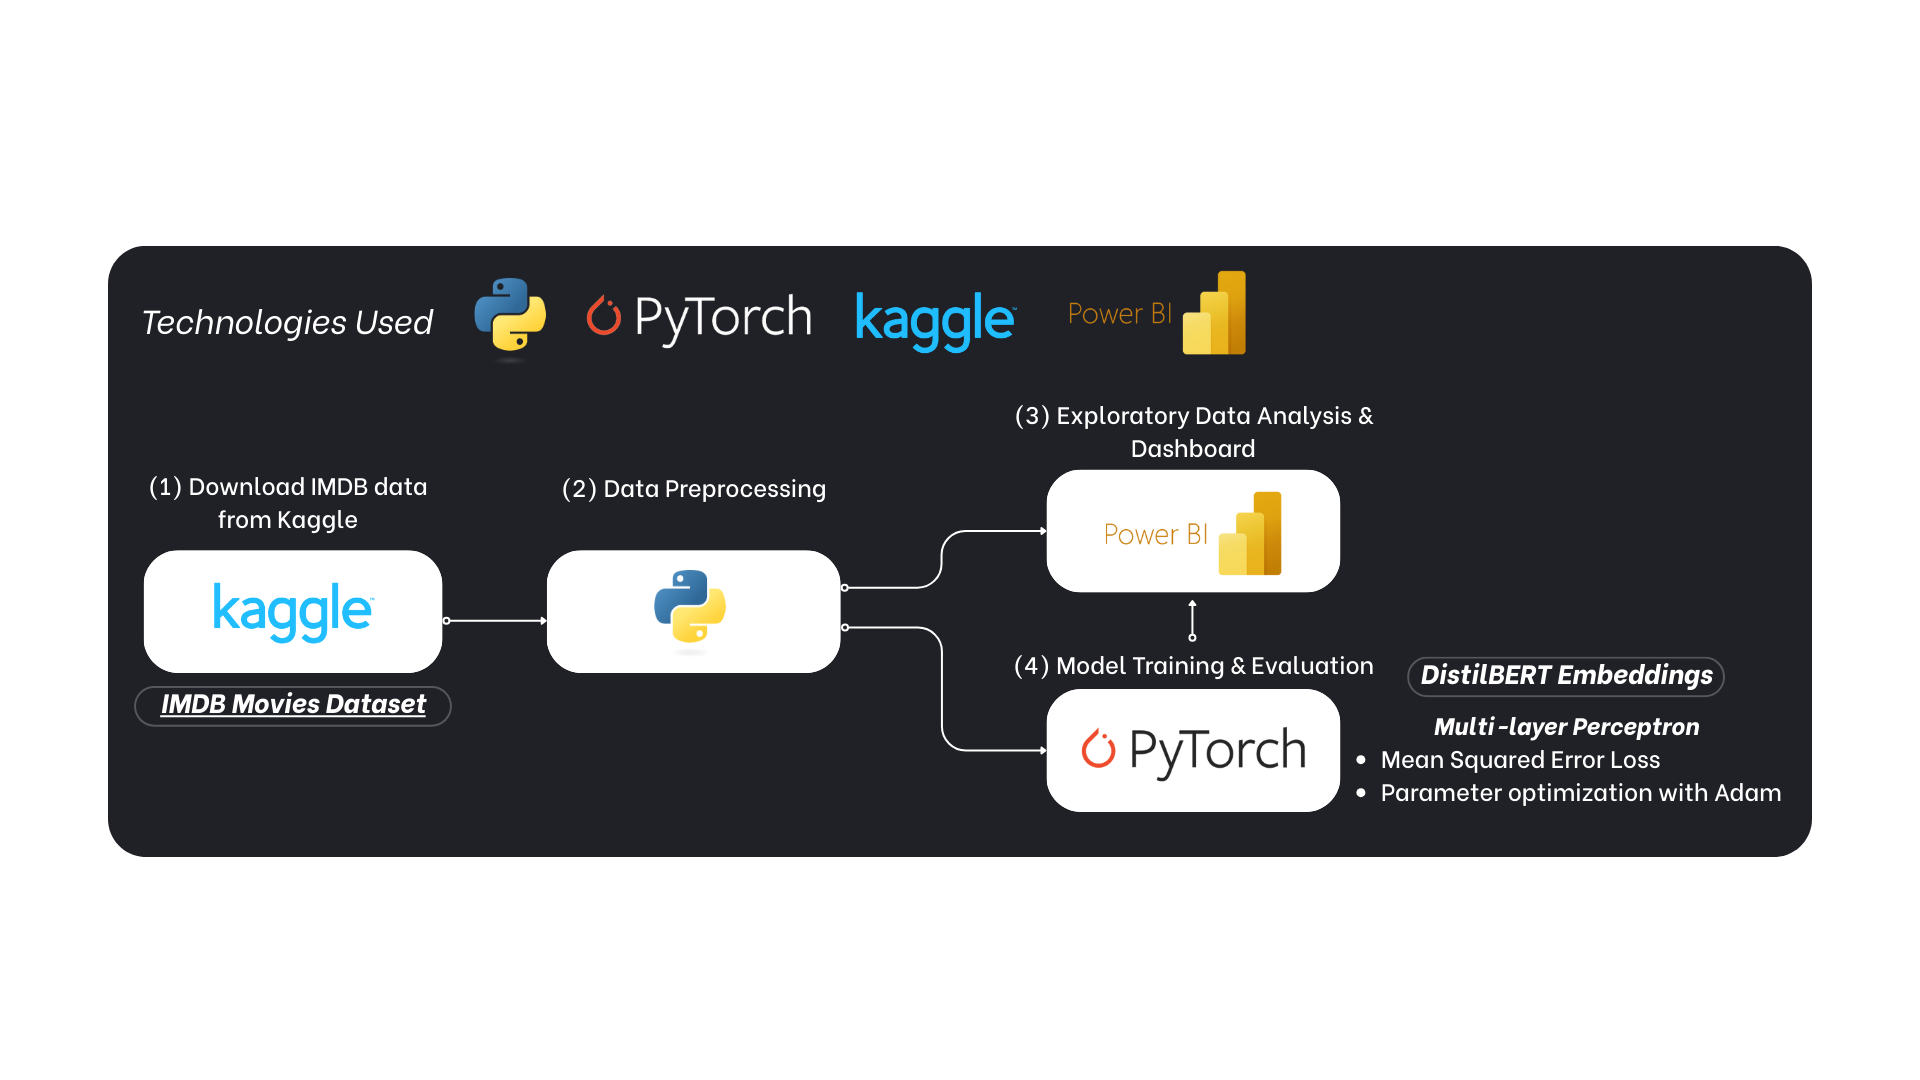 Technologies Used
PyTorch
kaggle™
Power BI
(1) Download IMDB data
from Kaggle
kaggle™
IMDB Movies Dataset
(2) Data Preprocessing
(3) Exploratory Data Analysis &
Dashboard
Power BI
(4) Model Training & Evaluation
PyTorch
DistilBERT Embeddings
Multi-layer Perceptron
• Mean Squared Error Loss
• Parameter optimization with Adam